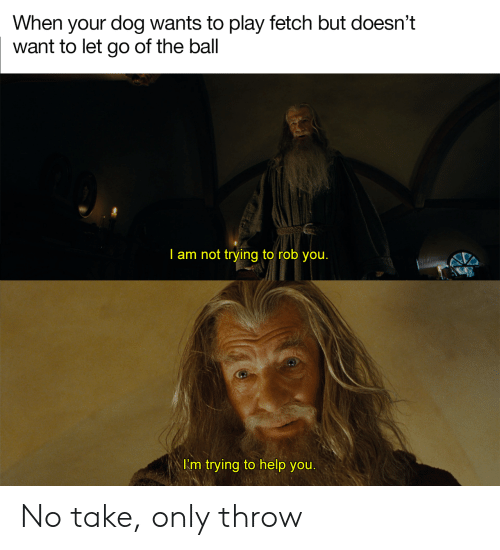 When your dog wants to play fetch but doesn't
want to let go of the ball
I am not trying to rob you.
I'm trying to help you.
No take, only throw